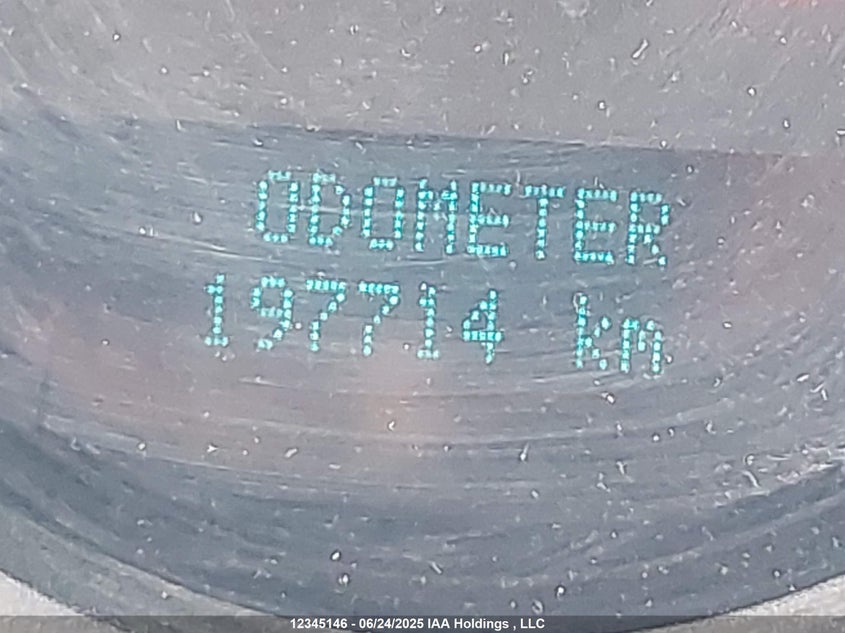 ODOMETER
197714 km
12345146 - 06/24/2025 IAA Holdings , LLC